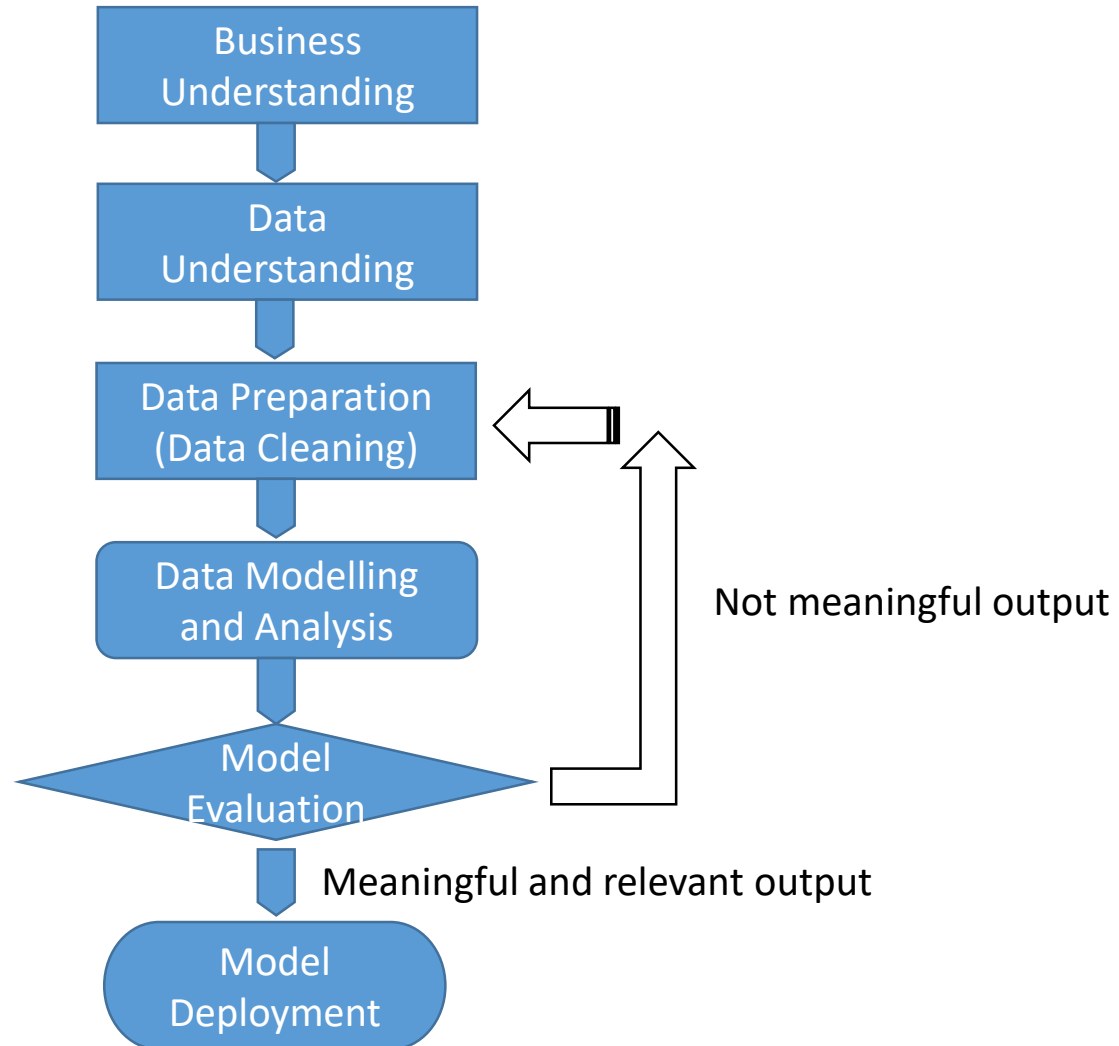 Business
Understanding
Data
Understanding
Data Preparation
(Data Cleaning)
Data Modelling
and Analysis
Not meaningful output
Model
Evaluation
Meaningful and relevant output
Model
Deployment